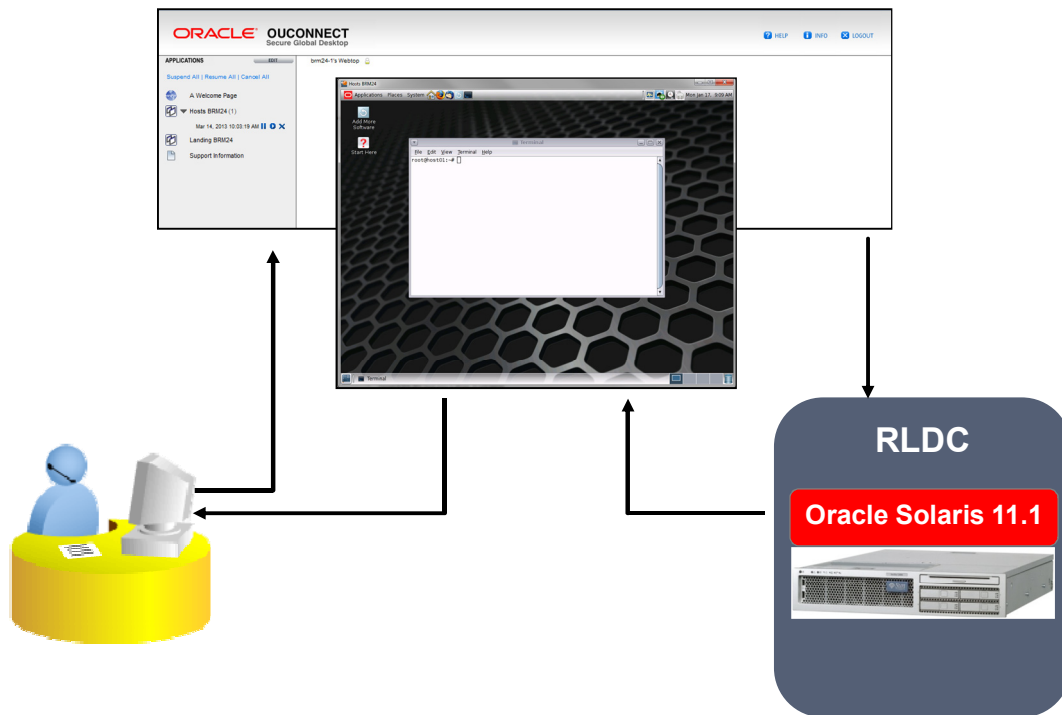 ORACLE® OUCONNECT
Secure Global Desktop
HELP INFO LOGOUT
APPLICATIONS EDIT
brm24-1's Webtop
Suspend All | Resume All | Cancel All
A Welcome Page
Hosts BRM24 (1)
Mar 14, 2013 10:03:19 AM
Landing BRM24
Support Information
Hosts BRM24
Applications Places System
Mon Jan 17, 9:09 AM
Add More
Software
Start Here
Terminal
File Edit View Terminal Help
root@host01:~#
Terminal
RLDC
Oracle Solaris 11.1